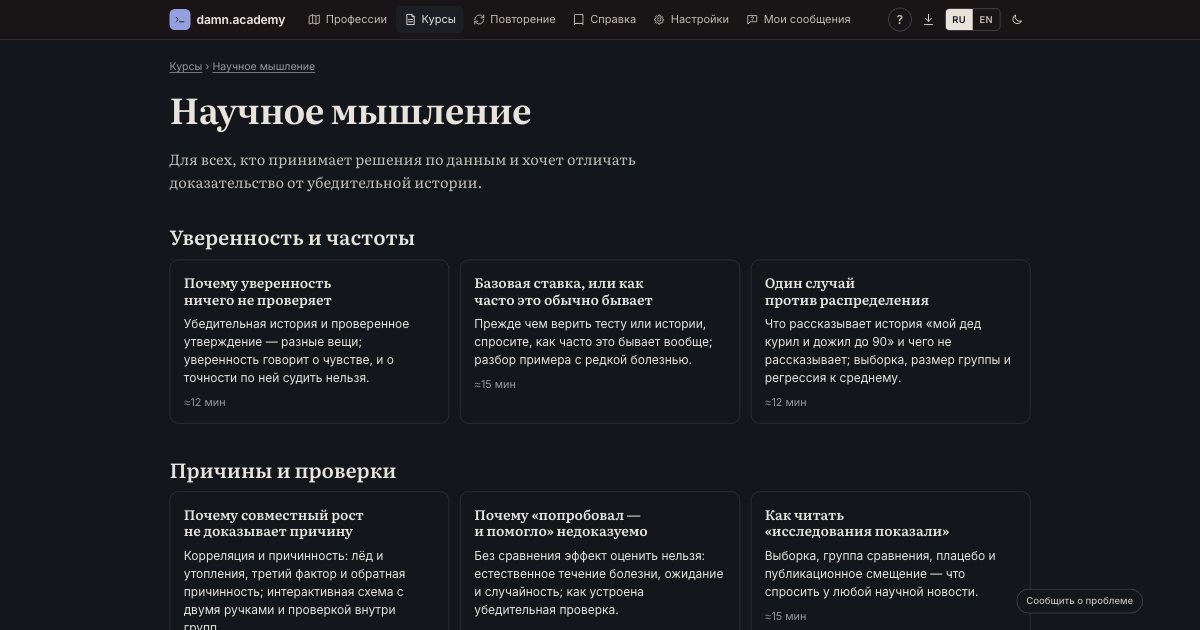 damn.academy Профессии Курсы Повторение Справка Настройки Мои сообщения ? RU EN
Курсы › Научное мышление
Научное мышление
Для всех, кто принимает решения по данным и хочет отличать
доказательство от убедительной истории.
Уверенность и частоты
Почему уверенность
ничего не проверяет
Убедительная история и проверенное
утверждение — разные вещи;
уверенность говорит о чувстве, и о
точности по ней судить нельзя.
≈12 мин
Базовая ставка, или как
часто это обычно бывает
Прежде чем верить тесту или истории,
спросите, как часто это бывает вообще;
разбор примера с редкой болезнью.
≈15 мин
Один случай
против распределения
Что рассказывает история «мой дед
курил и дожил до 90» и чего не
рассказывает; выборка, размер группы и
регрессия к среднему.
≈12 мин
Причины и проверки
Почему совместный рост
не доказывает причину
Корреляция и причинность: лёд и
утопления, третий фактор и обратная
причинность; интерактивная схема с
двумя ручками и проверкой внутри
групп.
Почему «попробовал —
и помогло» недоказуемо
Без сравнения эффект оценить нельзя:
естественное течение болезни, ожидание
и случайность; как устроена
убедительная проверка.
Как читать
«исследования показали»
Выборка, группа сравнения, плацебо и
публикационное смещение — что
спросить у любой научной новости.
≈15 мин
Сообщить о проблеме